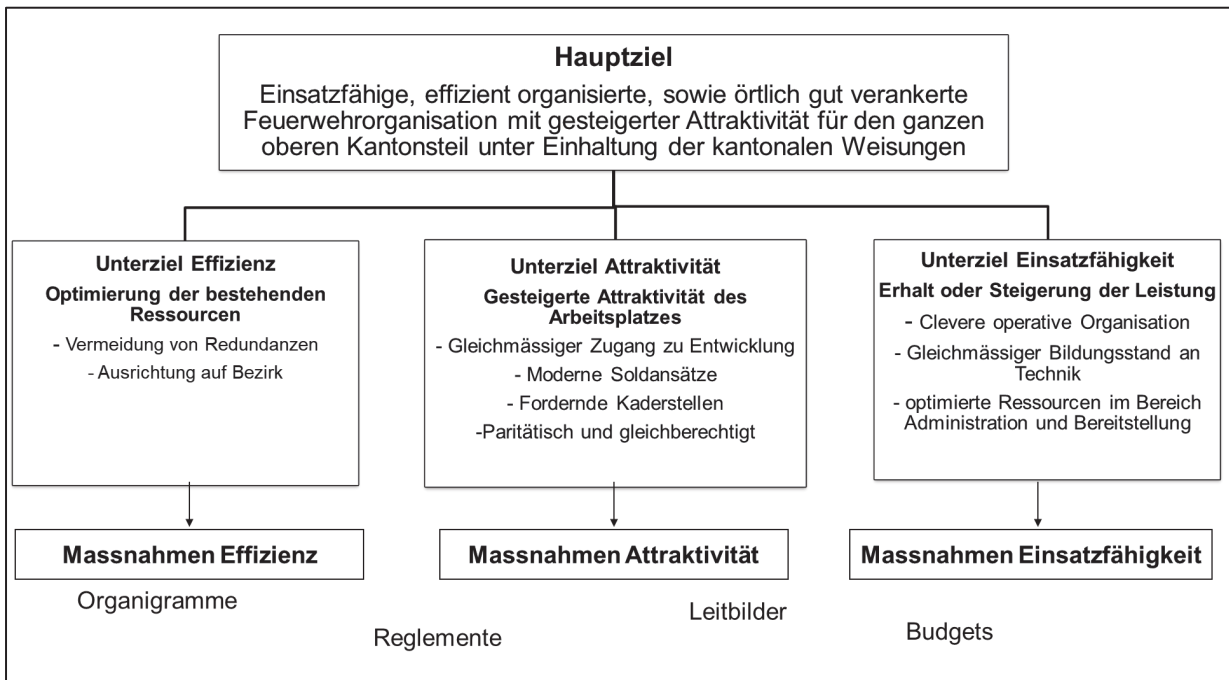 Hauptziel
Einsatzfähige, effizient organisierte, sowie örtlich gut verankerte
Feuerwehrorganisation mit gesteigerter Attraktivität für den ganzen
oberen Kantonsteil unter Einhaltung der kantonalen Weisungen
Unterziel Effizienz
Optimierung der bestehenden
Ressourcen
- Vermeidung von Redundanzen
- Ausrichtung auf Bezirk
Unterziel Attraktivität
Gesteigerte Attraktivität des
Arbeitsplatzes
- Gleichmässiger Zugang zu Entwicklung
- Moderne Soldansätze
- Fordernde Kaderstellen
-Paritätisch und gleichberechtigt
Unterziel Einsatzfähigkeit
Erhalt oder Steigerung der Leistung
- Clevere operative Organisation
- Gleichmässiger Bildungsstand an
Technik
- optimierte Ressourcen im Bereich
Administration und Bereitstellung
Massnahmen Effizienz
Massnahmen Attraktivität
Massnahmen Einsatzfähigkeit
Organigramme
Reglemente
Leitbilder
Budgets